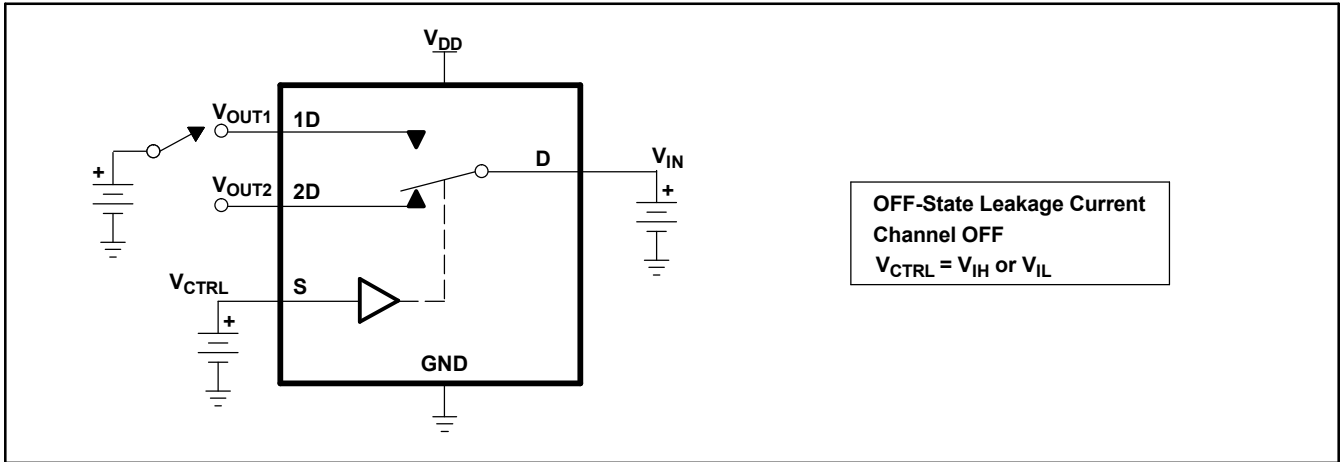 VDD
VOUT1
1D
+
VOUT2
2D
D
VIN
+
VCTRL
S
+
GND
OFF-State Leakage Current
Channel OFF
VCTRL = VIH or VIL